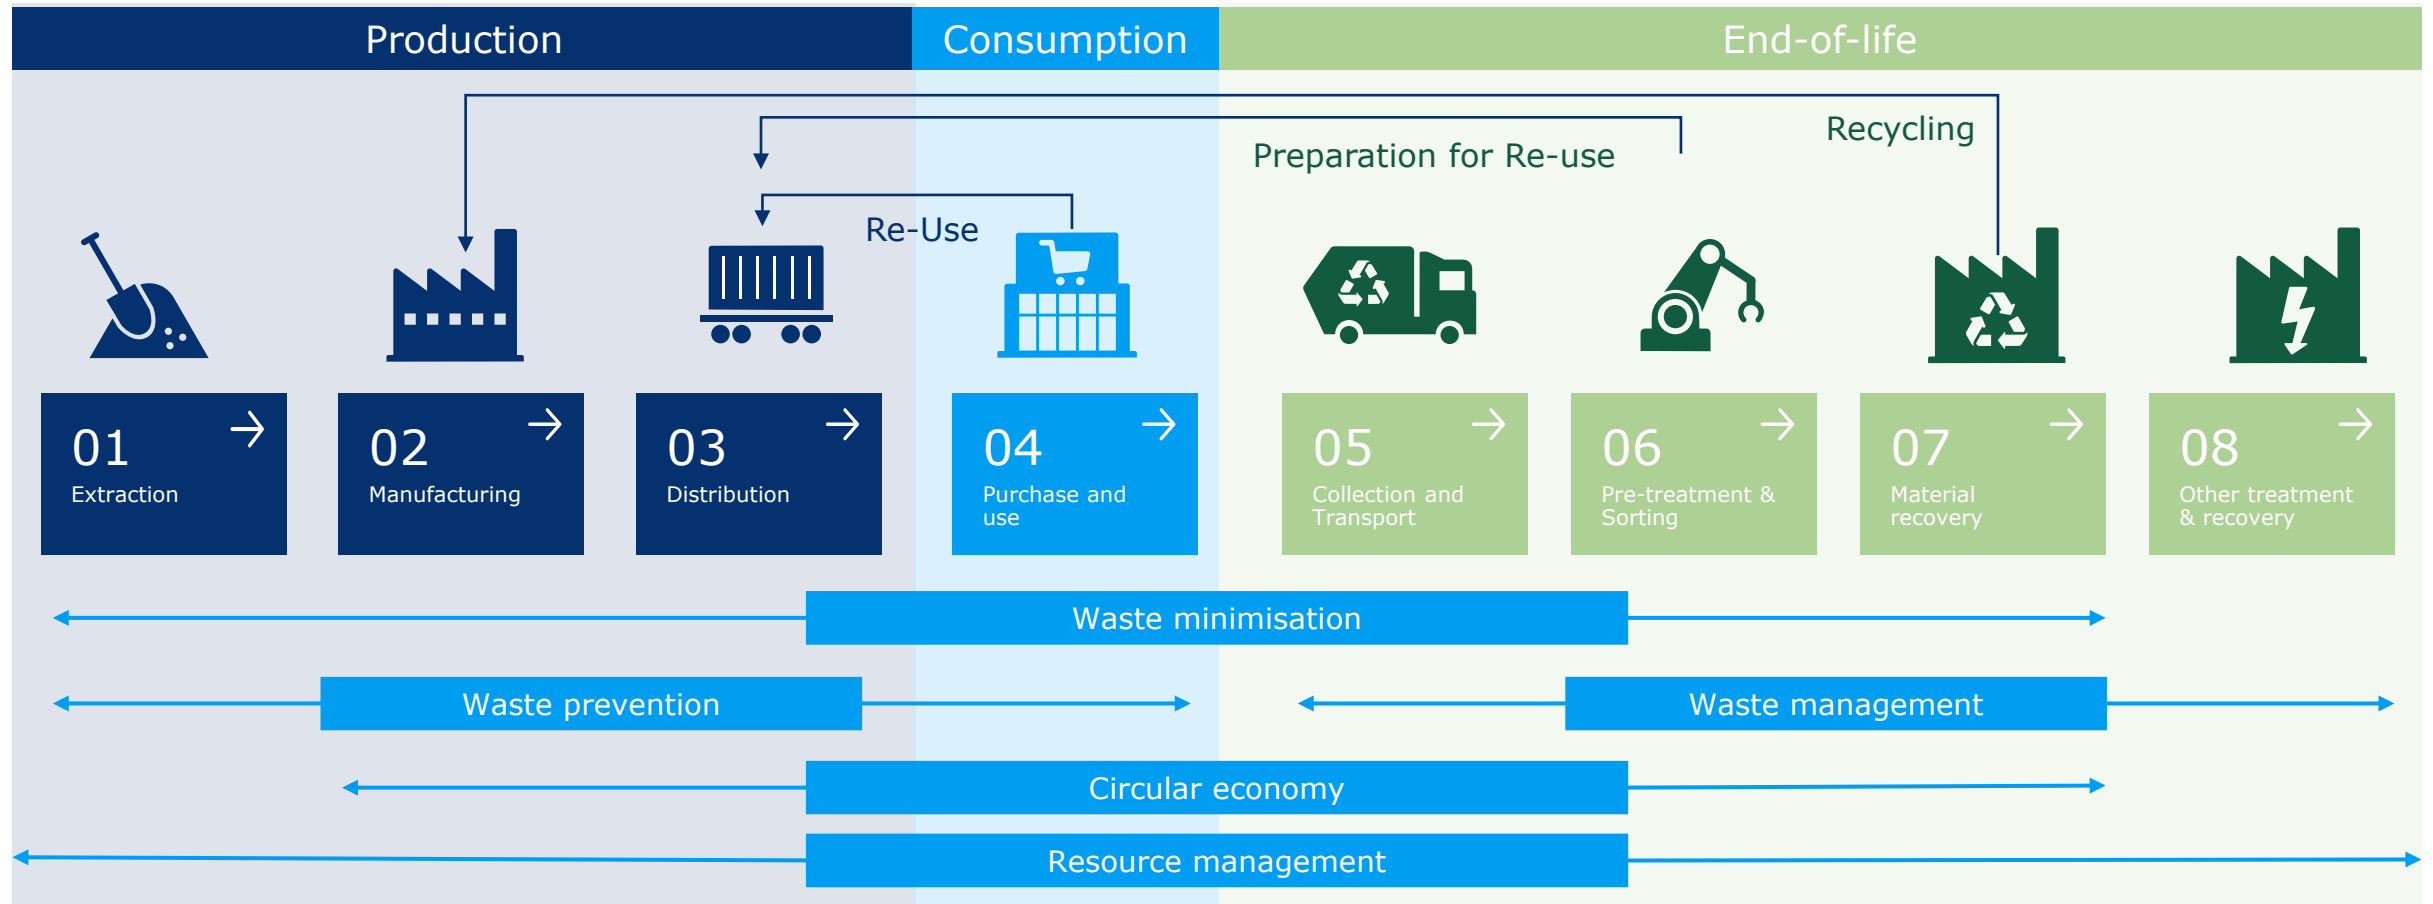 Production
Consumption
End-of-life
Recycling
Preparation for Re-use
Re-Use
01
Extraction
02
Manufacturing
03
Distribution
04
Purchase and
use
05
Collection and
Transport
06
Pre-treatment &
Sorting
07
Material
recovery
08
Other treatment
& recovery
Waste minimisation
Waste prevention
Waste management
Circular economy
Resource management